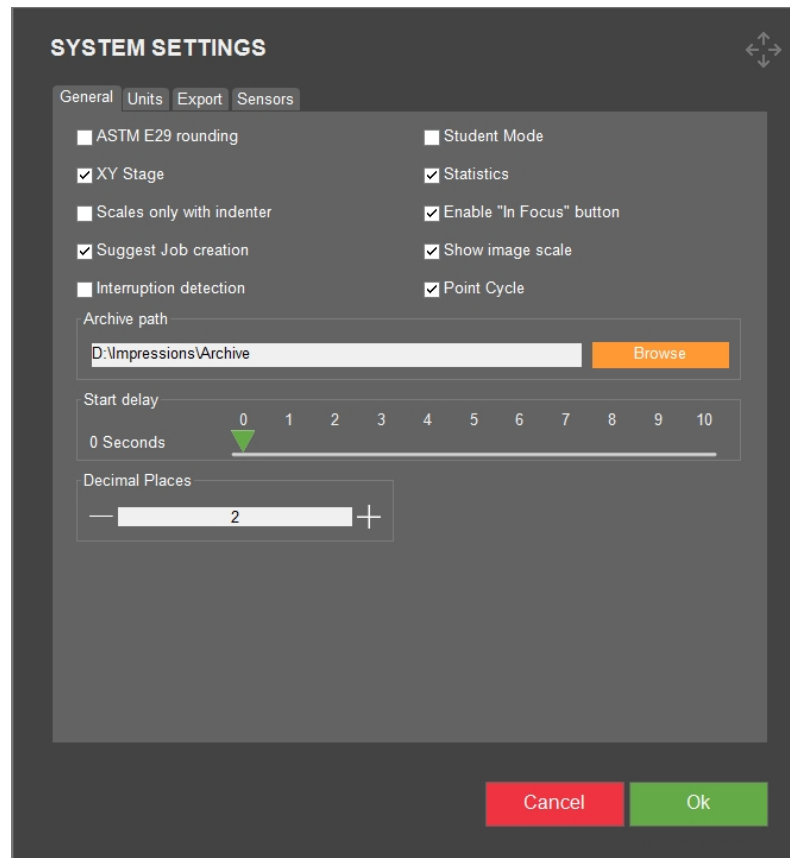 SYSTEM SETTINGS
General Units Export Sensors
ASTM E29 rounding
Student Mode
XY Stage
Statistics
Scales only with indenter
Enable "In Focus" button
Suggest Job creation
Show image scale
Interruption detection
Point Cycle
Archive path
D:\Impressions\Archive
Browse
Start delay
0 1 2 3 4 5 6 7 8 9 10
0 Seconds
Decimal Places
2
Cancel
Ok